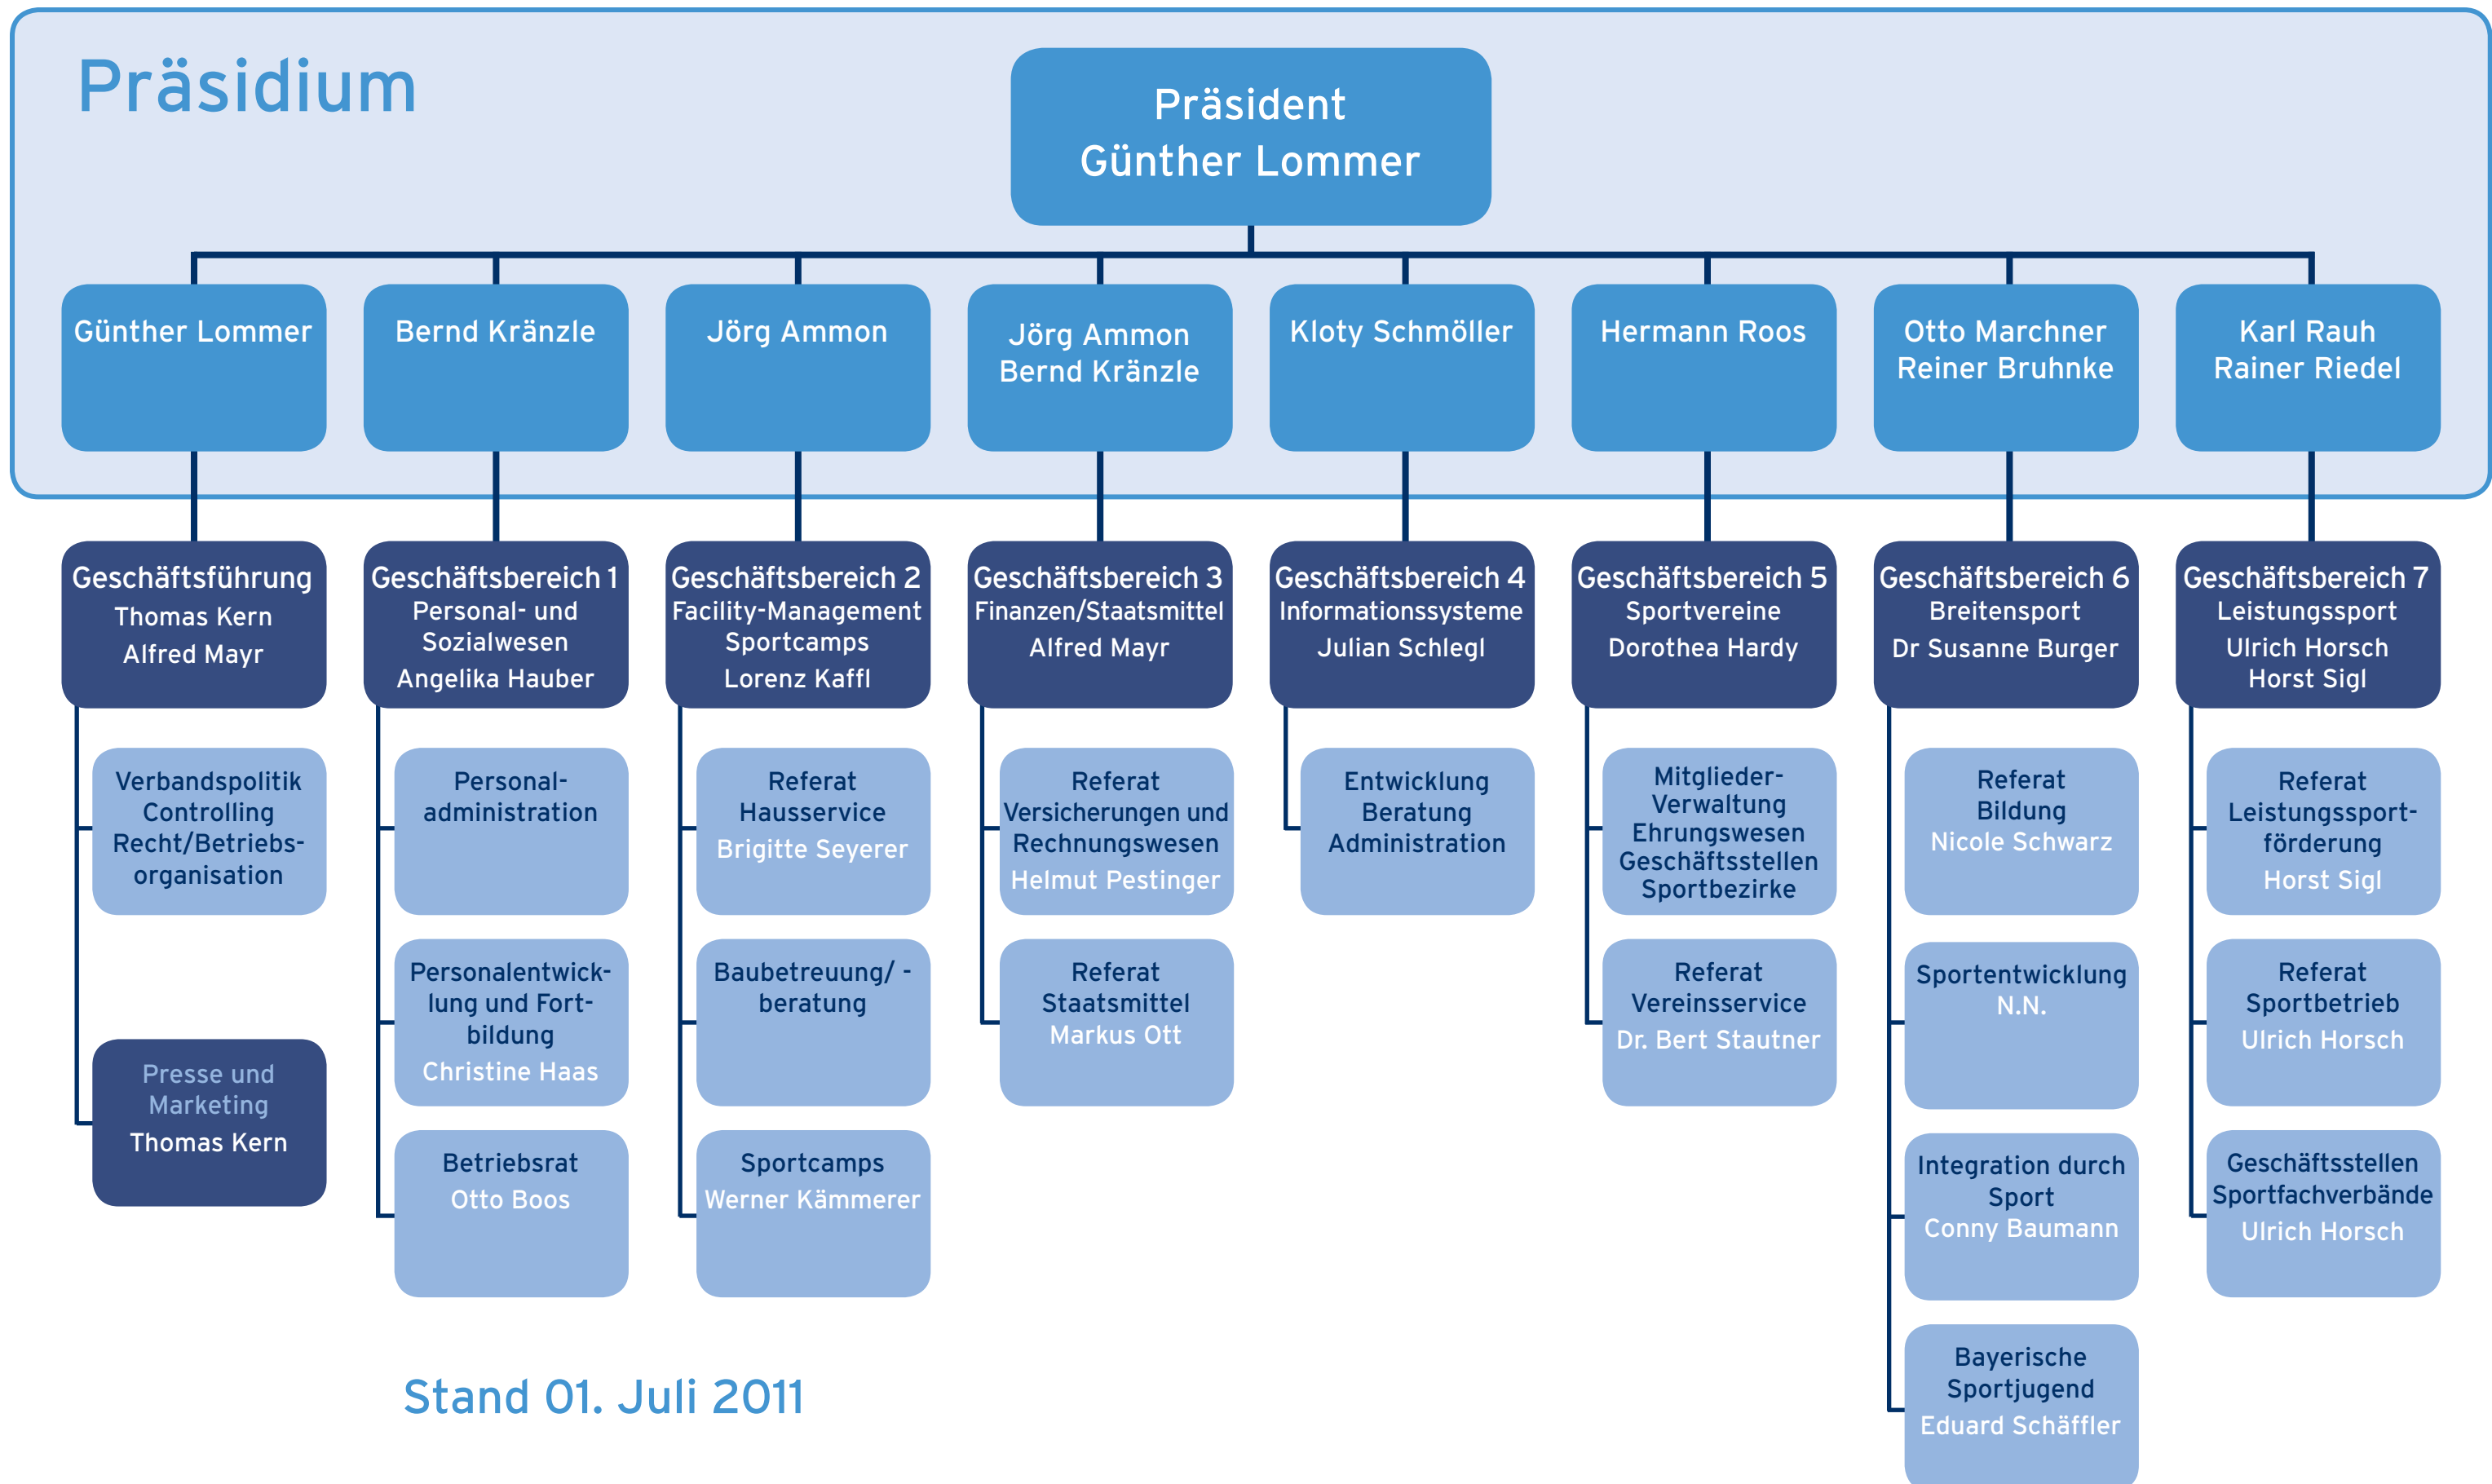 Präsidium
Präsident
Günther Lommer
Günther Lommer
Bernd Kränzle
Jörg Ammon
Jörg Ammon
Bernd Kränzle
Kloty Schmöller
Hermann Roos
Otto Marchner
Reiner Bruhnke
Karl Rauh
Rainer Riedel
Geschäftsführung
Thomas Kern
Alfred Mayr
Geschäftsbereich 1
Personal- und
Sozialwesen
Angelika Hauber
Geschäftsbereich 2
Facility-Management
Sportcamps
Lorenz Kaffl
Geschäftsbereich 3
Finanzen/Staatsmittel
Alfred Mayr
Geschäftsbereich 4
Informationssysteme
Julian Schlegl
Geschäftsbereich 5
Sportvereine
Dorothea Hardy
Geschäftsbereich 6
Breitensport
Dr Susanne Burger
Geschäftsbereich 7
Leistungssport
Ulrich Horsch
Horst Sigl
Verbandspolitik
Controlling
Recht/Betriebs-
organisation
Personal-
administration
Referat
Hausservice
Brigitte Seyerer
Referat
Versicherungen und
Rechnungswesen
Helmut Pestinger
Entwicklung
Beratung
Administration
Mitglieder-
Verwaltung
Ehrungswesen
Geschäftsstellen
Sportbezirke
Referat
Bildung
Nicole Schwarz
Referat
Leistungssport-
förderung
Horst Sigl
Presse und
Marketing
Thomas Kern
Personalentwick-
lung und Fort-
bildung
Christine Haas
Baubetreuung/ -
beratung
Referat
Staatsmittel
Markus Ott
Referat
Vereinsservice
Dr. Bert Stautner
Sportentwicklung
N.N.
Referat
Sportbetrieb
Ulrich Horsch
Betriebsrat
Otto Boos
Sportcamps
Werner Kämmerer
Integration durch
Sport
Conny Baumann
Geschäftsstellen
Sportfachverbände
Ulrich Horsch
Bayerische
Sportjugend
Eduard Schäffler
Stand 01. Juli 2011